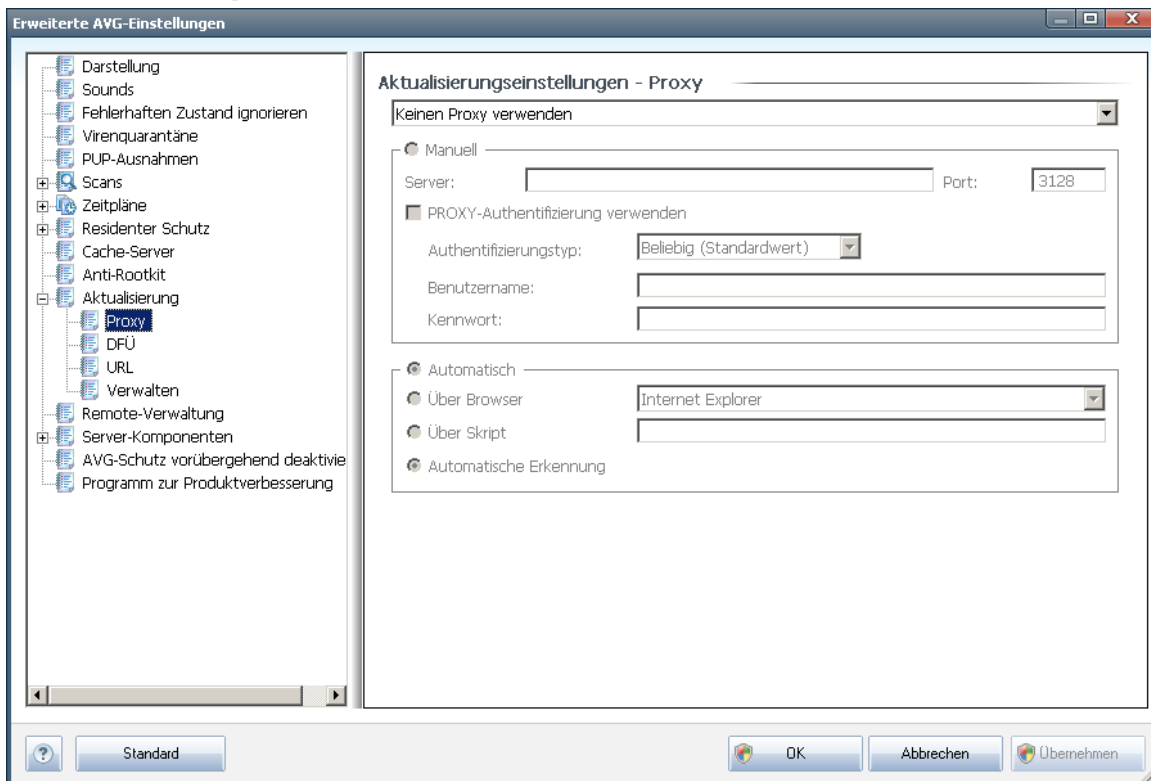 Erweiterte AVG-Einstellungen
Darstellung
Sounds
Fehlerhaften Zustand ignorieren
Virenquarantäne
PUP-Ausnahmen
Scans
Zeitpläne
Residenter Schutz
Cache-Server
Anti-Rootkit
Aktualisierung
Proxy
DFÜ
URL
Verwalten
Remote-Verwaltung
Server-Komponenten
AVG-Schutz vorübergehend deaktivie
Programm zur Produktverbesserung
Aktualisierungseinstellungen - Proxy
Keinen Proxy verwenden
Manuell
Server: Port: 3128
PROXY-Authentifizierung verwenden
Authentifizierungstyp: Beliebig (Standardwert)
Benutzername:
Kennwort:
Automatisch
Über Browser Internet Explorer
Über Skript
Automatische Erkennung
? Standard OK Abbrechen Übernehmen